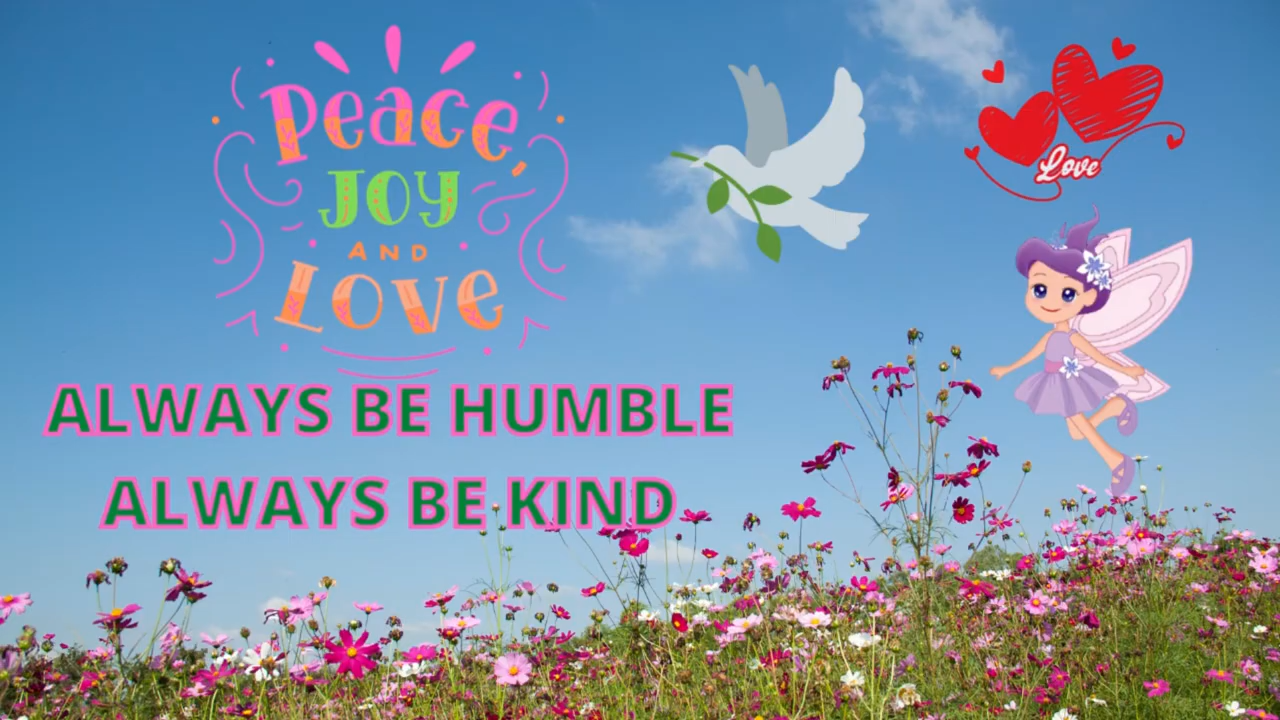 Peace,
JOY
AND
LOVE
Love
ALWAYS BE HUMBLE
ALWAYS BE KIND